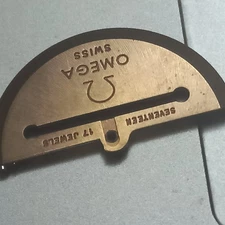 OMEGA
SWISS
SEVENTEEN
17 JEWELS